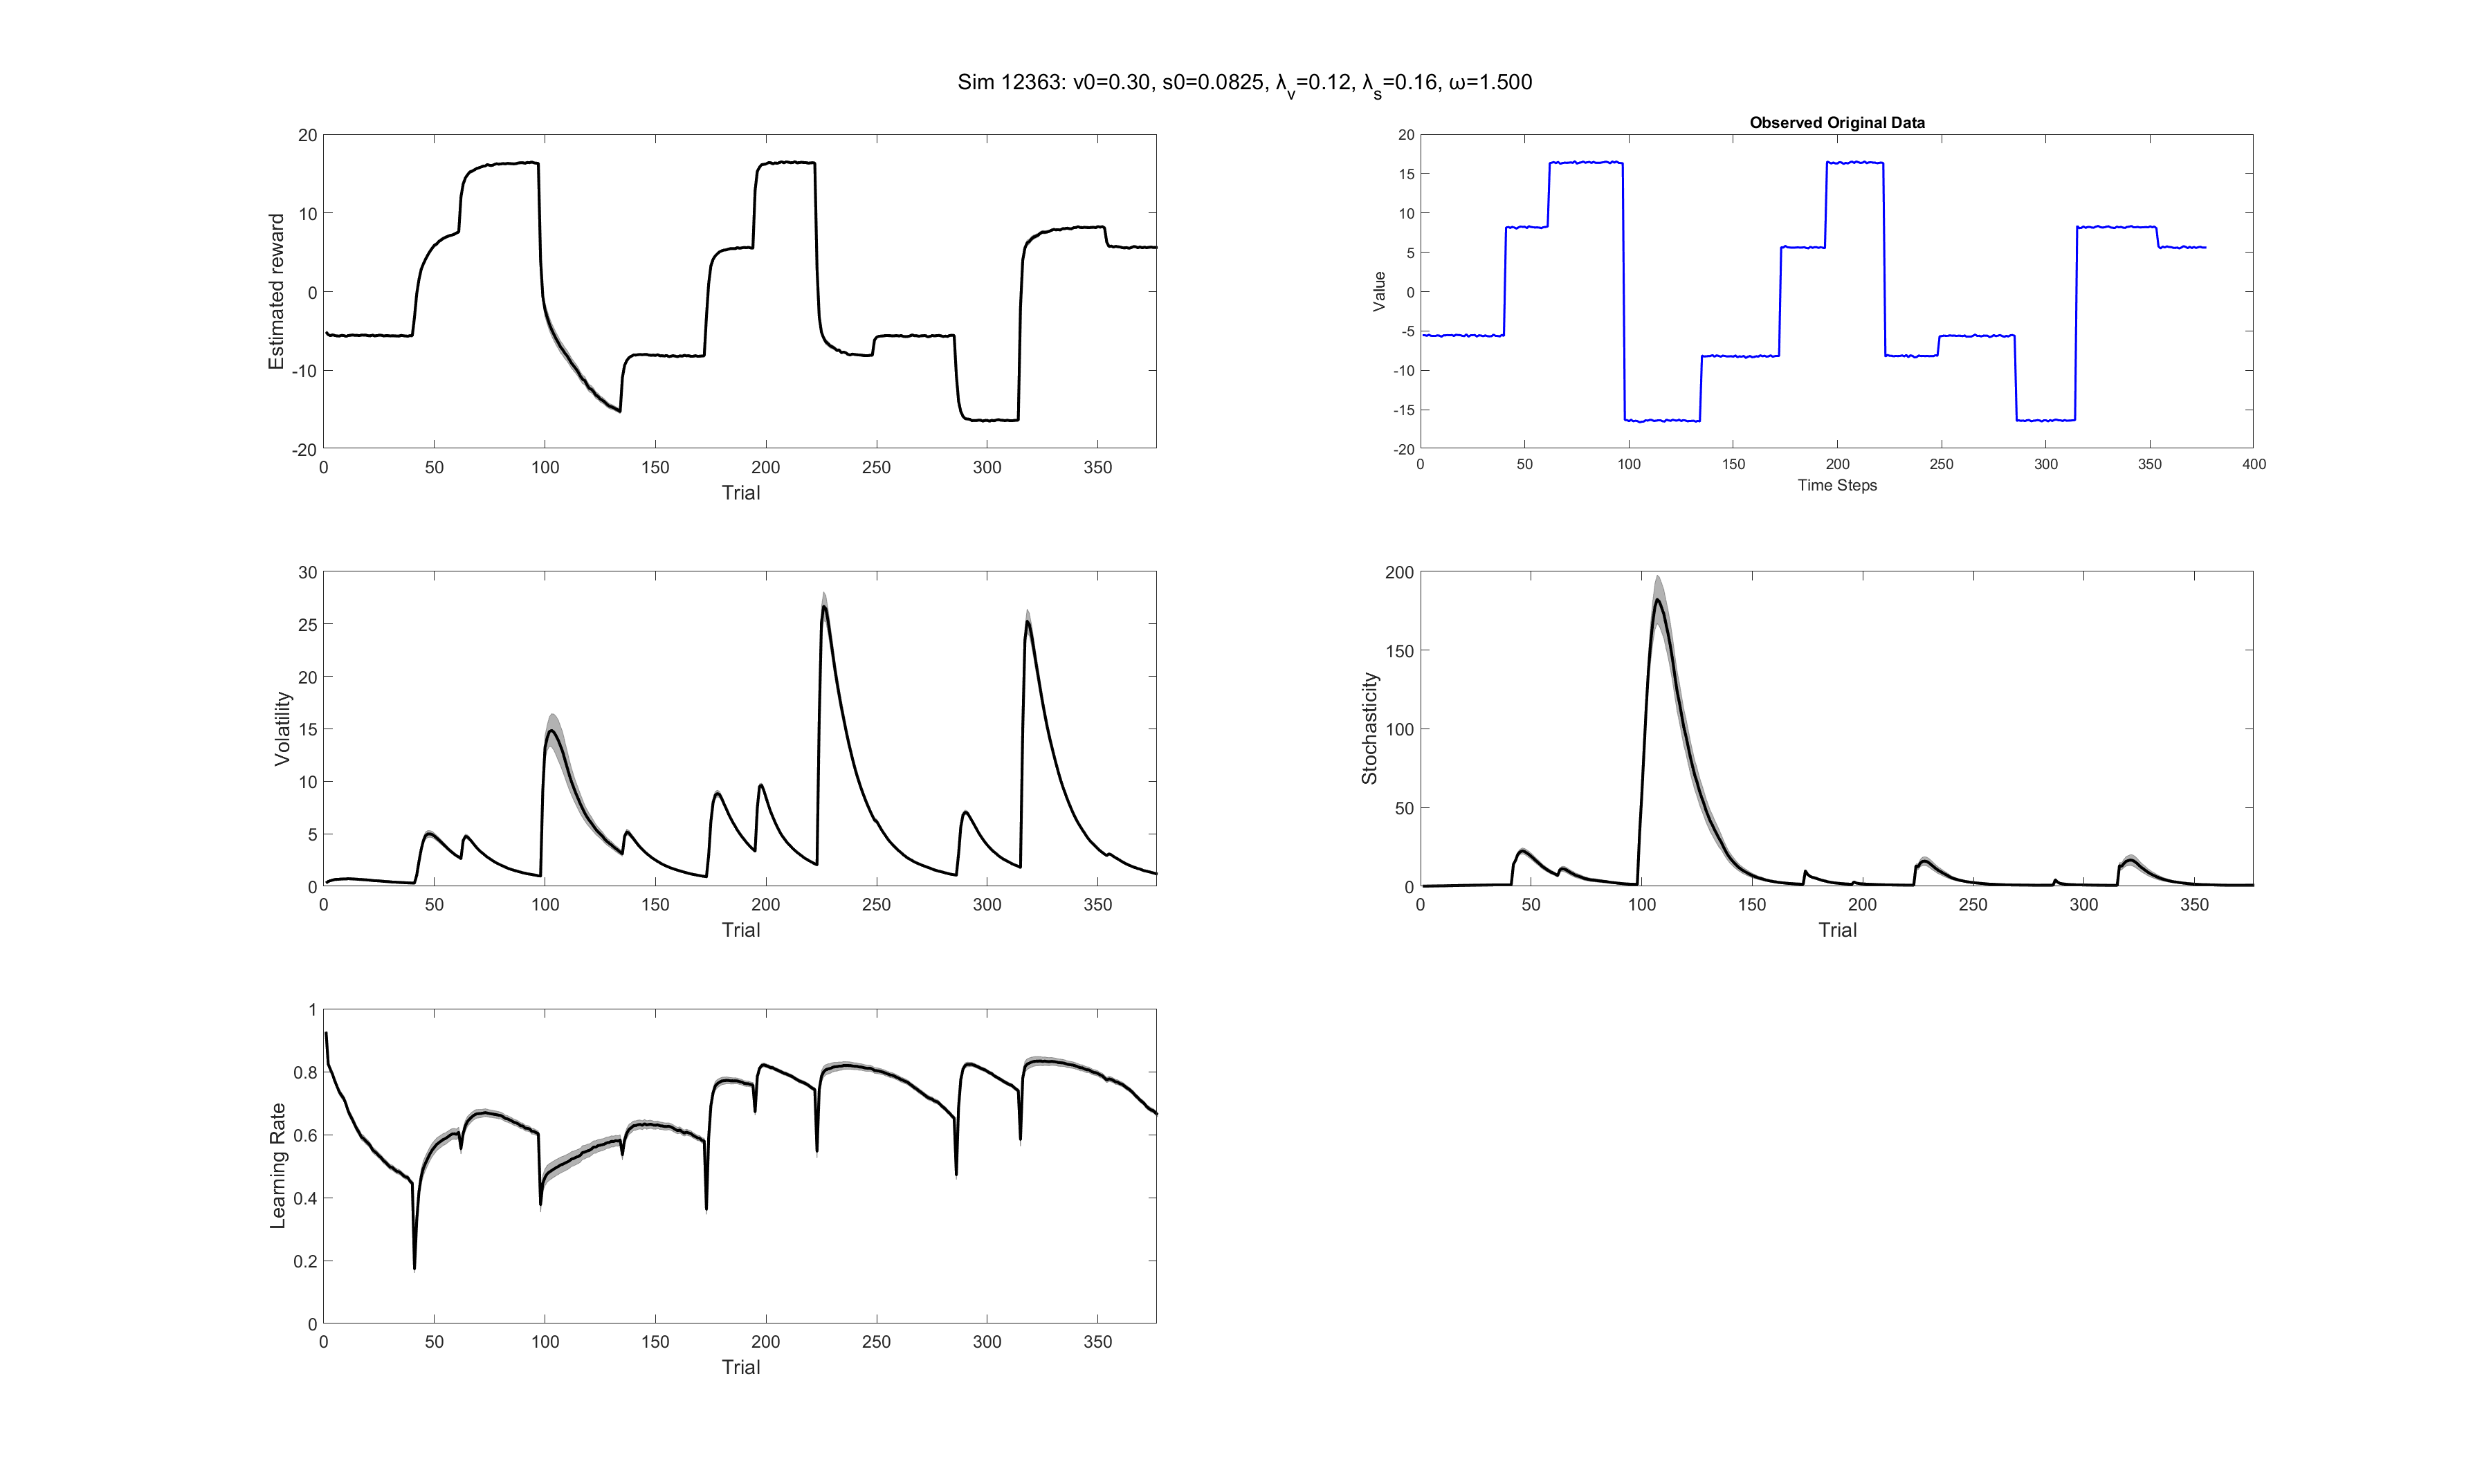 Sim 12363: v0=0.30, s0=0.0825, λv=0.12, λs=0.16, ω=1.500
20
10
0
-10
-20
Estimated reward
0 50 100 150 200 250 300 350
Trial
Observed Original Data
20
15
10
5
0
-5
-10
-15
-20
Value
0 50 100 150 200 250 300 350 400
Time Steps
30
25
20
15
10
5
0
Volatility
0 50 100 150 200 250 300 350
Trial
200
150
100
50
0
Stochasticity
0 50 100 150 200 250 300 350
Trial
1
0.8
0.6
0.4
0.2
0
Learning Rate
0 50 100 150 200 250 300 350
Trial